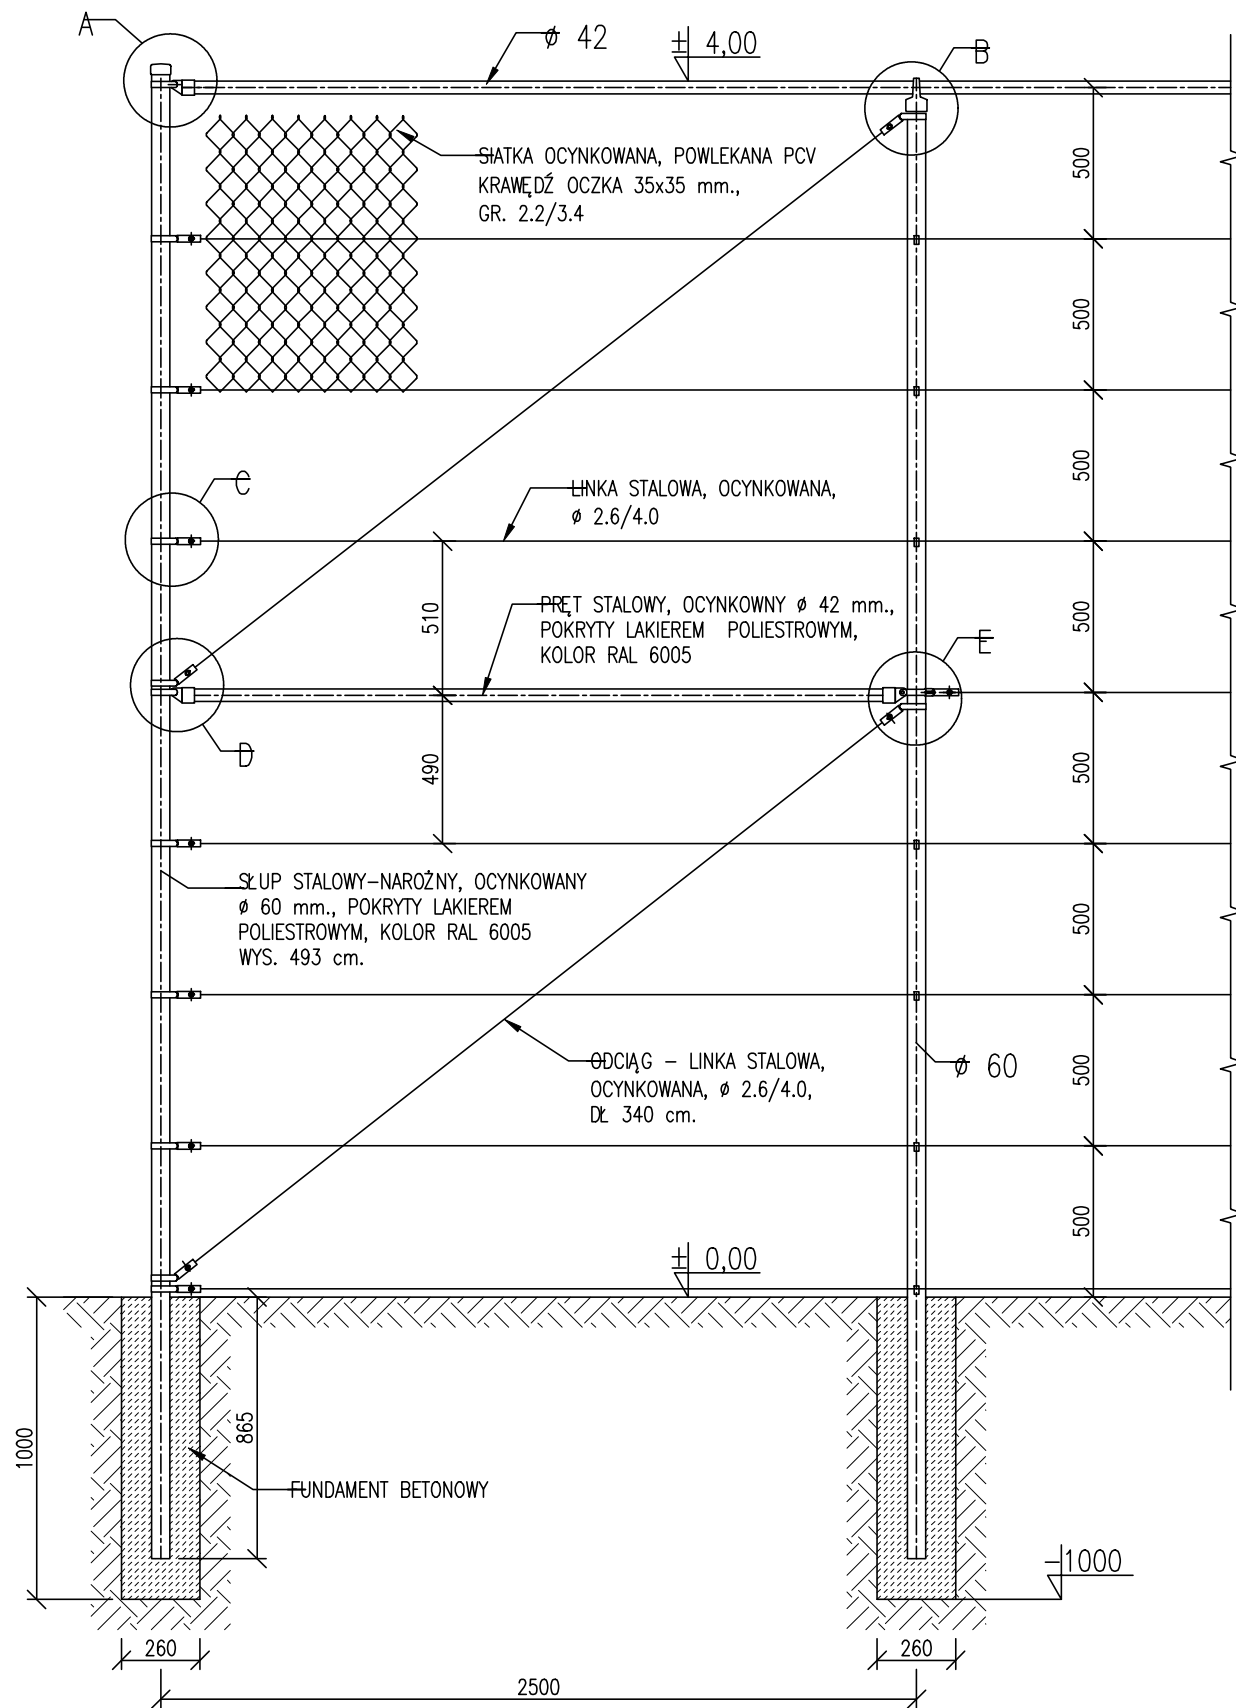 A
ø 42
± 4,00
B
SIATKA OCYNKOWANA, POWLEKANA PCV
KRAWĘDŹ OCZKA 35x35 mm.,
GR. 2.2/3.4
500
500
C
LINKA STALOWA, OCYNKOWANA,
ø 2.6/4.0
500
510
PRĘT STALOWY, OCYNKOWNY ø 42 mm.,
POKRYTY LAKIEREM POLIESTROWYM,
KOLOR RAL 6005
500
E
D
490
500
SŁUP STALOWY-NAROŻNY, OCYNKOWANY
ø 60 mm., POKRYTY LAKIEREM
POLIESTROWYM, KOLOR RAL 6005
WYS. 493 cm.
500
ODCIĄG - LINKA STALOWA,
OCYNKOWANA, ø 2.6/4.0,
DŁ 340 cm.
ø 60
500
500
± 0,00
1000
865
FUNDAMENT BETONOWY
-1000
260
260
2500